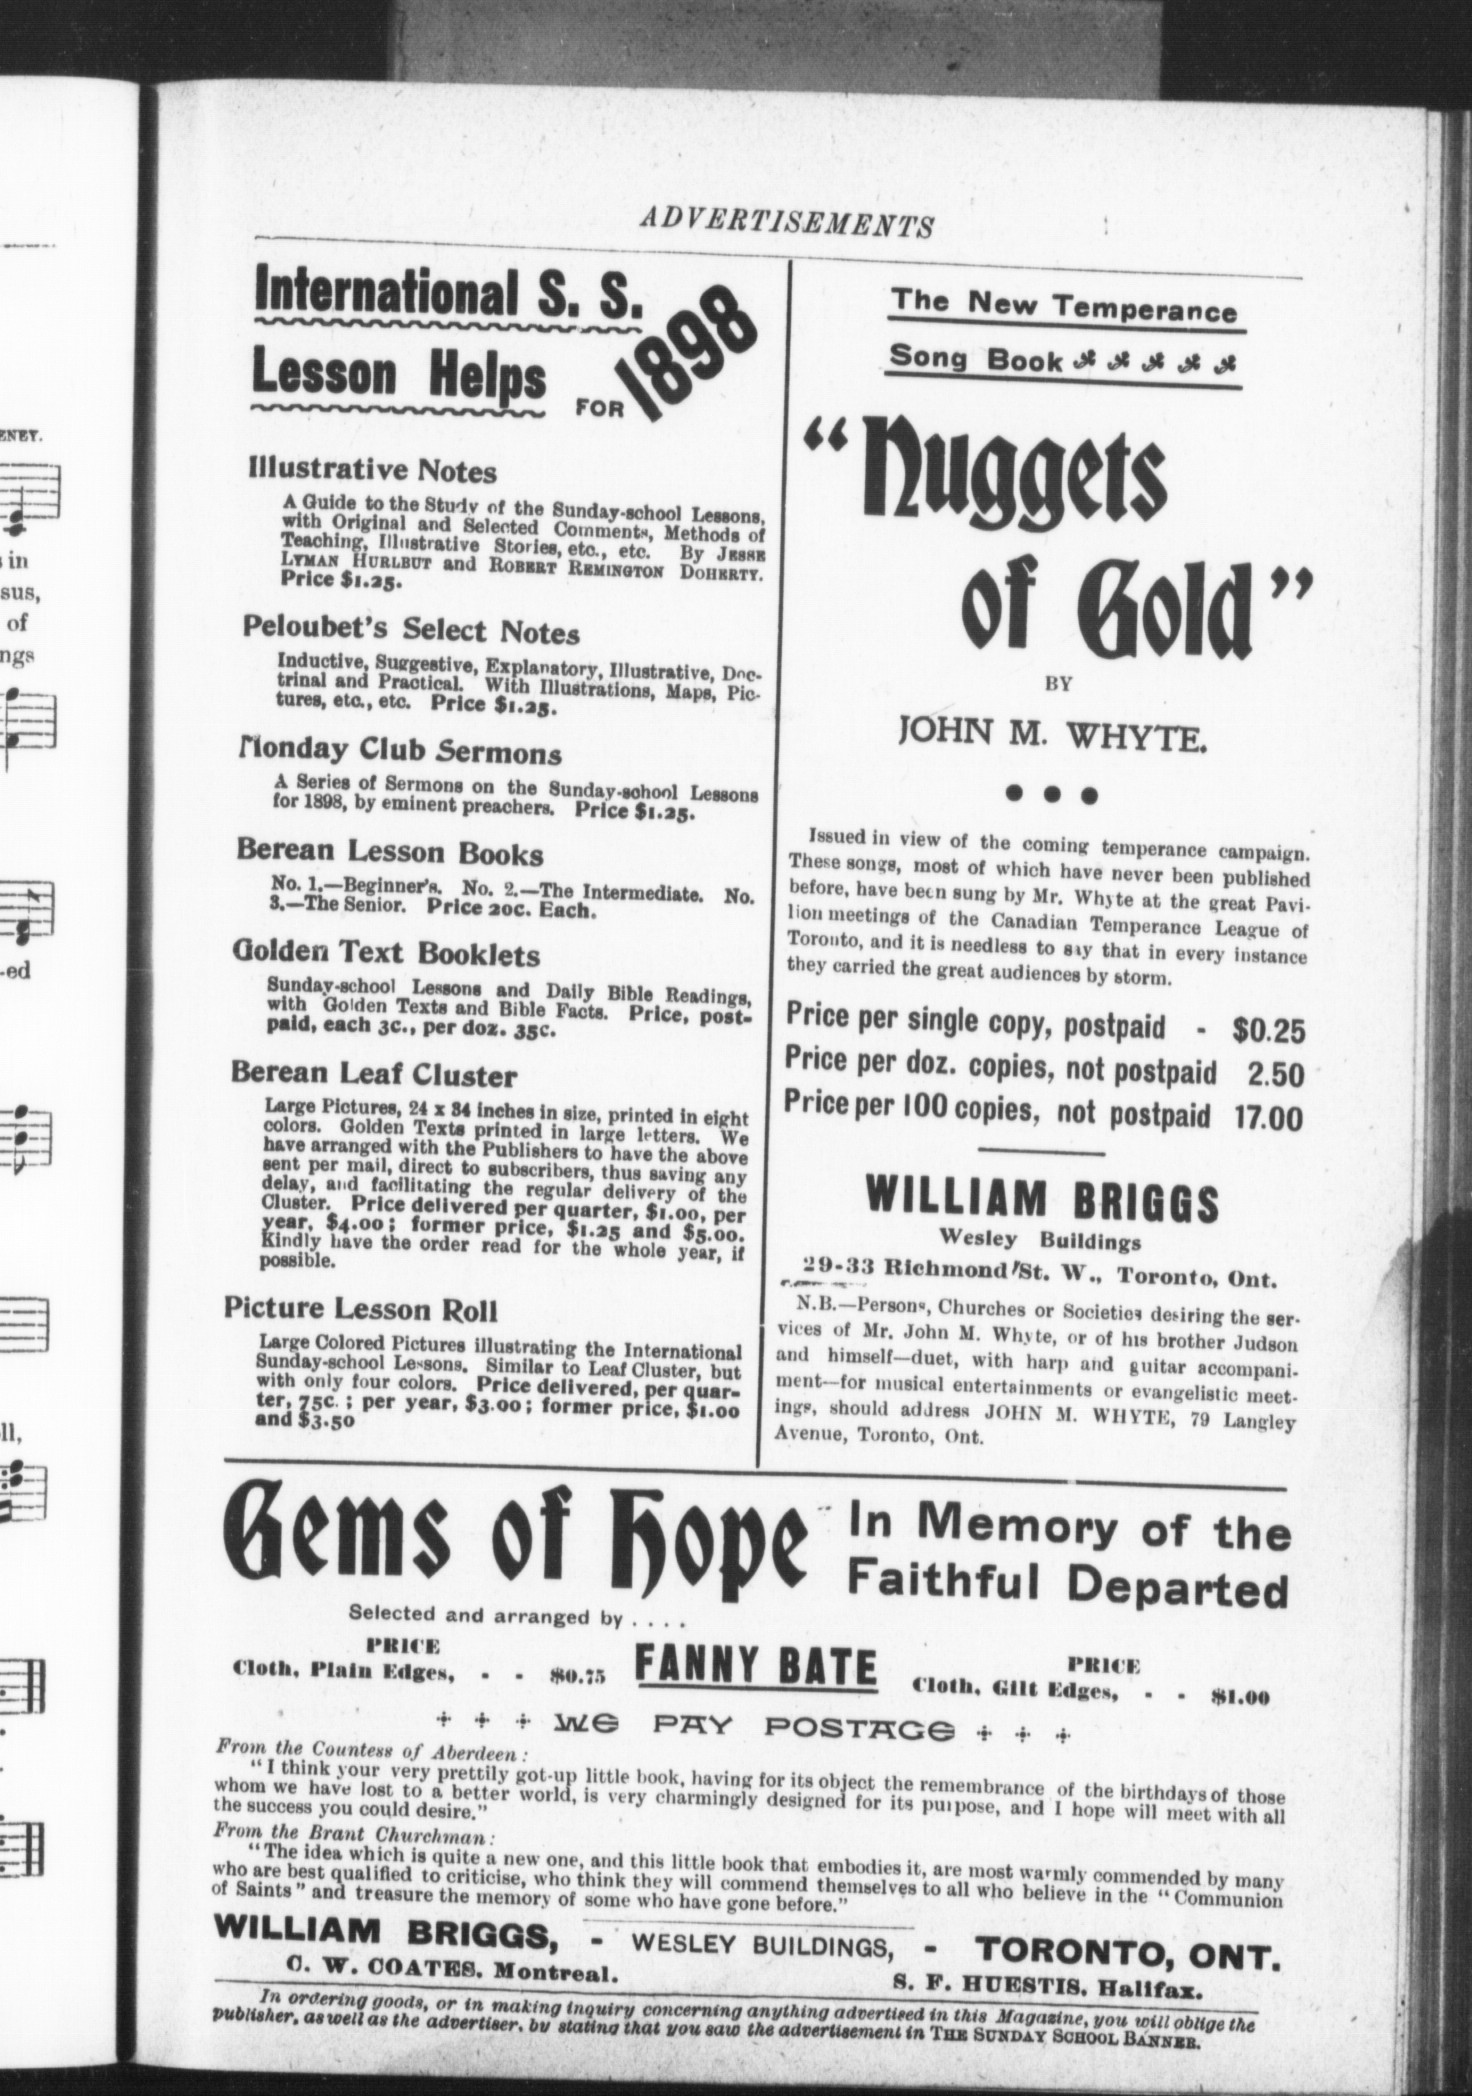 ENEY.
in
sus,
of
ngs
-ed
ll,
ADVERTISEMENTS
International S. S.
Lesson Helps FOR 1898
Illustrative Notes
A Guide to the Study of the Sunday-school Lessons,
with Original and Selected Comments, Methods of
Teaching, Illustrative Stories, etc., etc. By JESSE
LYMAN HURLBUT and ROBERT REMINGTON DOHERTY.
Price $1.25.
Peloubet's Select Notes
Inductive, Suggestive, Explanatory, Illustrative, Doc-
trinal and Practical. With Illustrations, Maps, Pic-
tures, etc., etc. Price $1.25.
Monday Club Sermons
A Series of Sermons on the Sunday-school Lessons
for 1898, by eminent preachers. Price $1.25.
Berean Lesson Books
No. 1.—Beginner's. No. 2.—The Intermediate. No.
3.—The Senior. Price 20c. Each.
Golden Text Booklets
Sunday-school Lessons and Daily Bible Readings,
with Golden Texts and Bible Facts. Price, post-
paid, each 3c., per doz. 35c.
Berean Leaf Cluster
Large Pictures, 24 x 34 inches in size, printed in eight
colors. Golden Texts printed in large letters. We
have arranged with the Publishers to have the above
sent per mail, direct to subscribers, thus saving any
delay, and facilitating the regular delivery of the
Cluster. Price delivered per quarter, $1.00, per
year, $4.00; former price, $1.25 and $5.00.
Kindly have the order read for the whole year, if
possible.
Picture Lesson Roll
Large Colored Pictures illustrating the International
Sunday-school Lessons. Similar to Leaf Cluster, but
with only four colors. Price delivered, per quar-
ter, 75c.; per year, $3.00; former price, $1.00
and $3.50
The New Temperance
Song Book
"Nuggets
of Gold"
BY
JOHN M. WHYTE.
Issued in view of the coming temperance campaign.
These songs, most of which have never been published
before, have been sung by Mr. Whyte at the great Pavi-
lion meetings of the Canadian Temperance League of
Toronto, and it is needless to say that in every instance
they carried the great audiences by storm.
Price per single copy, postpaid - $0.25
Price per doz. copies, not postpaid 2.50
Price per 100 copies, not postpaid 17.00
WILLIAM BRIGGS
Wesley Buildings
29-33 Richmond St. W., Toronto, Ont.
N.B.—Persons, Churches or Societies desiring the ser-
vices of Mr. John M. Whyte, or of his brother Judson
and himself—duet, with harp and guitar accompani-
ment—for musical entertainments or evangelistic meet-
ings, should address JOHN M. WHYTE, 79 Langley
Avenue, Toronto, Ont.
Gems of Hope In Memory of the
Faithful Departed
Selected and arranged by . . . .
FANNY BATE
PRICE
Cloth, Plain Edges, - - $0.75
PRICE
Cloth, Gilt Edges, - - $1.00
WE PAY POSTAGE
From the Countess of Aberdeen:
"I think your very prettily got-up little book, having for its object the remembrance of the birthdays of those
whom we have lost to a better world, is very charmingly designed for its purpose, and I hope will meet with all
the success you could desire."
From the Brant Churchman:
"The idea which is quite a new one, and this little book that embodies it, are most warmly commended by many
who are best qualified to criticise, who think they will commend themselves to all who believe in the "Communion
of Saints" and treasure the memory of some who have gone before."
WILLIAM BRIGGS, - WESLEY BUILDINGS, - TORONTO, ONT.
C. W. COATES, Montreal. S. F. HUESTIS, Halifax.
In ordering goods, or in making inquiry concerning anything advertised in this Magazine, you will oblige the
publisher, as well as the advertiser, by stating that you saw the advertisement in THE SUNDAY SCHOOL BANNER.